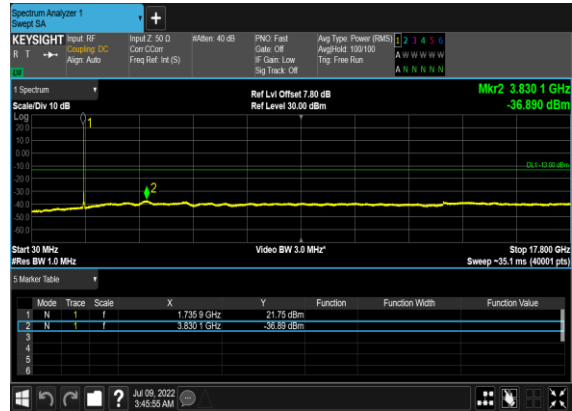 Spectrum Analyzer 1
Swept SA
KEYSIGHT Input: RF Input Z: 50 Ω #Atten: 40 dB PNO: Fast Avg Type: Power (RMS) 1 2 3 4 5 6
R T Coupling: DC Corr CCorr Gate: Off Avg|Hold: 100/100 A W W W W W
Align: Auto Freq Ref: Int (S) IF Gain: Low Trig: Free Run
Sig Track: Off A N N N N N
1 Spectrum
Ref Lvl Offset 7.80 dB Mkr2 3.830 1 GHz
Scale/Div 10 dB Ref Level 30.00 dBm -36.890 dBm
Log
20.0
10.0
0.00
-10.0
-20.0
-30.0
-40.0
-50.0
-60.0
1
2
DL1 -13.00 dBm
Start 30 MHz Video BW 3.0 MHz* Stop 17.800 GHz
#Res BW 1.0 MHz Sweep ~35.1 ms (40001 pts)
5 Marker Table
Mode Trace Scale X Y Function Function Width Function Value
1 N 1 f 1.735 9 GHz 21.75 dBm
2 N 1 f 3.830 1 GHz -36.89 dBm
3
4
5
6
? Jul 09, 2022
3:45:55 AM